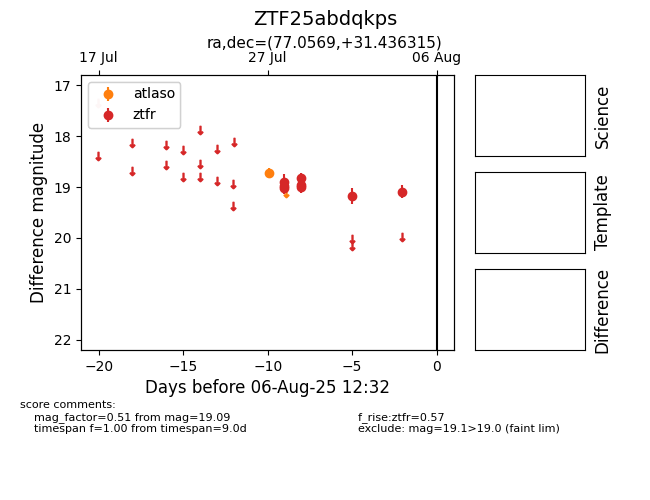 ZTF25abdqkps
ra,dec=(77.0569,+31.436315)
17 Jul 27 Jul 06 Aug
atlaso
ztfr
17
18
19
20
21
22
Difference magnitude
−20 −15 −10 −5 0
Days before 06-Aug-25 12:32
Science
Template
Difference
score comments:
mag_factor=0.51 from mag=19.09
timespan f=1.00 from timespan=9.0d
f_rise:ztfr=0.57
exclude: mag=19.1>19.0 (faint lim)